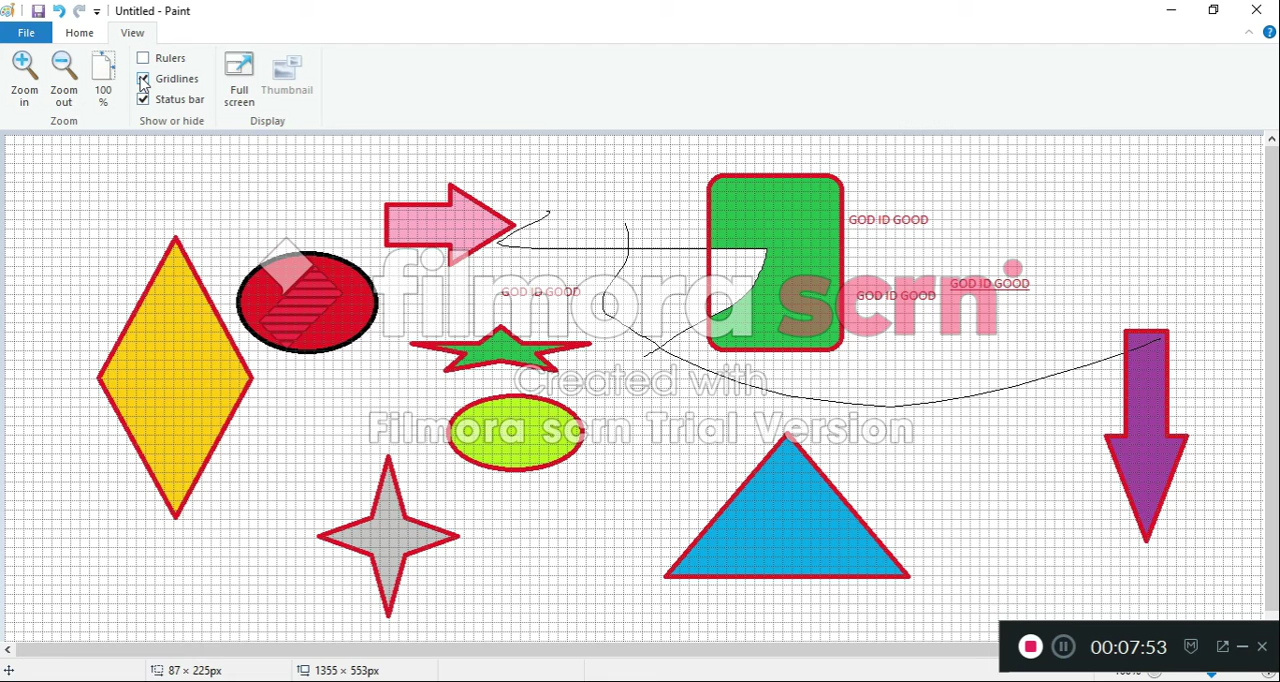 Untitled - Paint
File Home View
Zoom in
Zoom out
100 %
Rulers
Gridlines
Status bar
Full screen
Thumbnail
Zoom
Show or hide
Display
GOD ID GOOD
GOD ID GOOD
GOD ID GOOD
GOD ID GOOD
filmora scrn
Created with
Filmora scrn Trial Version
00:07:53
87 × 225px
1355 × 553px